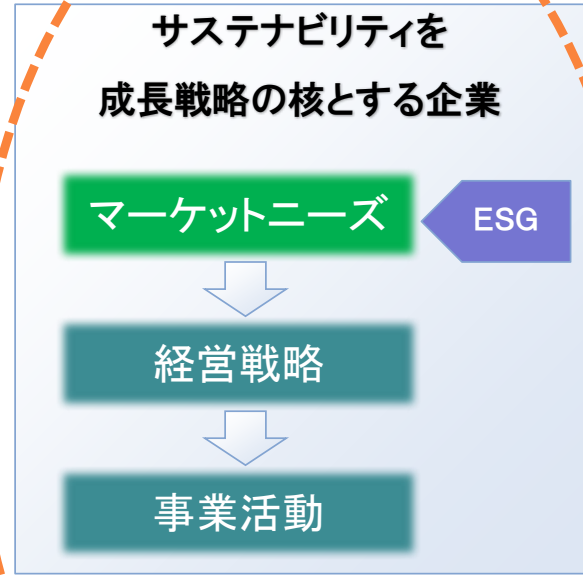 サステナビリティを
成長戦略の核とする企業
マーケットニーズ
ESG
経営戦略
事業活動